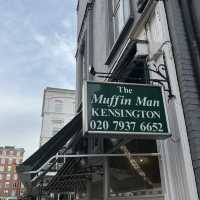 The
Muffin Man
KENSINGTON
020 7937 6652